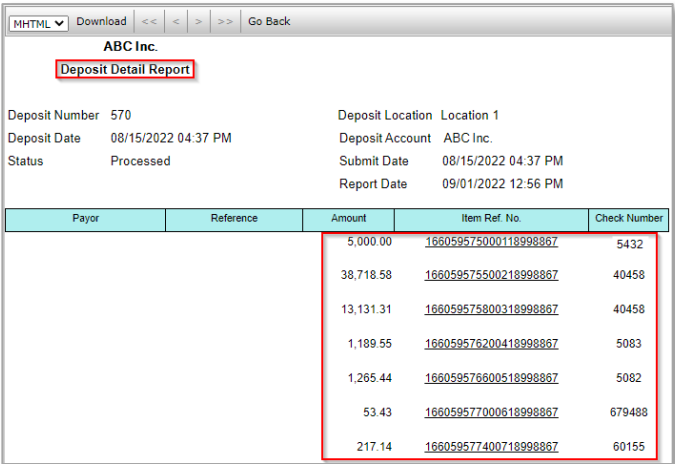 MHTML Download << < > >> Go Back
ABC Inc.
Deposit Detail Report
Deposit Number 570 Deposit Location Location 1
Deposit Date 08/15/2022 04:37 PM Deposit Account ABC Inc.
Status Processed Submit Date 08/15/2022 04:37 PM
Report Date 09/01/2022 12:56 PM
Payor Reference Amount Item Ref. No. Check Number
5,000.00 166059575000118998867 5432
38,718.58 166059575500218998867 40458
13,131.31 166059575800318998867 40458
1,189.55 166059576200418998867 5083
1,265.44 166059576600518998867 5082
53.43 166059577000618998867 679488
217.14 166059577400718998867 60155